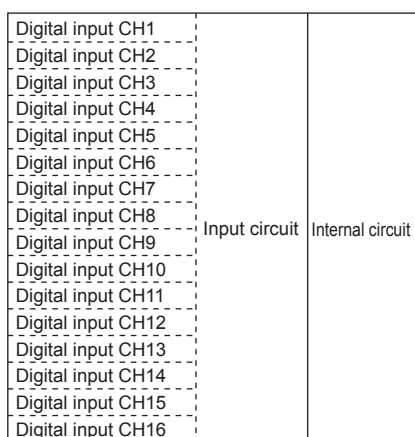 Digital input CH1
Digital input CH2
Digital input CH3
Digital input CH4
Digital input CH5
Digital input CH6
Digital input CH7
Digital input CH8
Digital input CH9
Digital input CH10
Digital input CH11
Digital input CH12
Digital input CH13
Digital input CH14
Digital input CH15
Digital input CH16
Input circuit
Internal circuit